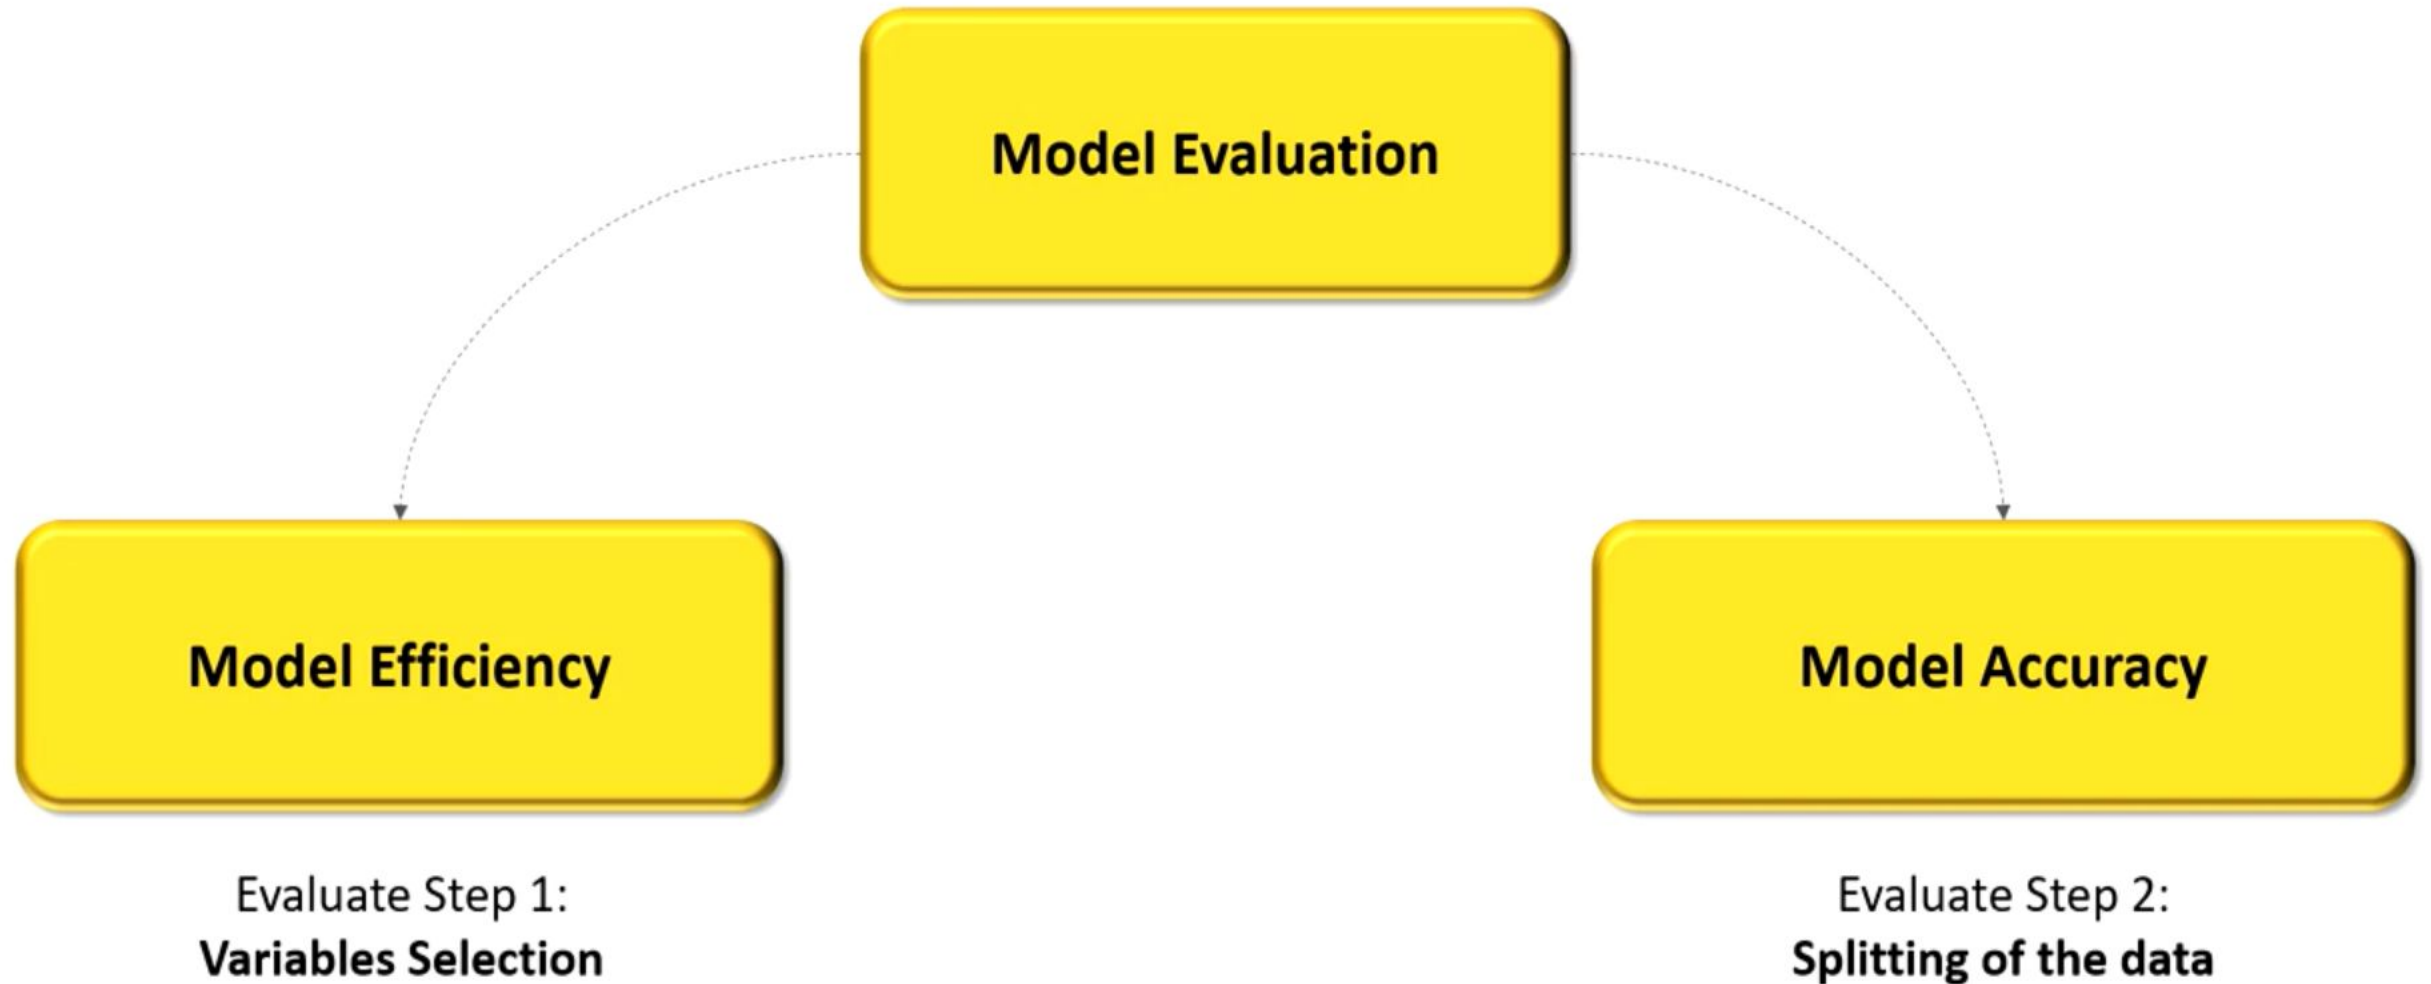 Model Evaluation
Model Efficiency
Model Accuracy
Evaluate Step 1:
Variables Selection
Evaluate Step 2:
Splitting of the data